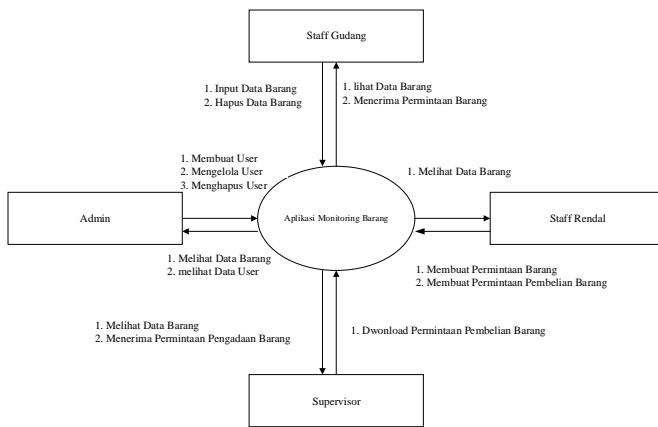 Staff Gudang
1. Input Data Barang
2. Hapus Data Barang
1. lihat Data Barang
2. Menerima Permintaan Barang
1. Membuat User
2. Mengelola User
3. Menghapus User
1. Melihat Data Barang
Admin
Aplikasi Monitoring Barang
Staff Rendal
1. Melihat Data Barang
2. melihat Data User
1. Membuat Permintaan Barang
2. Membuat Permintaan Pembelian Barang
1. Melihat Data Barang
2. Menerima Permintaan Pengadaan Barang
1. Dwonload Permintaan Pembelian Barang
Supervisor